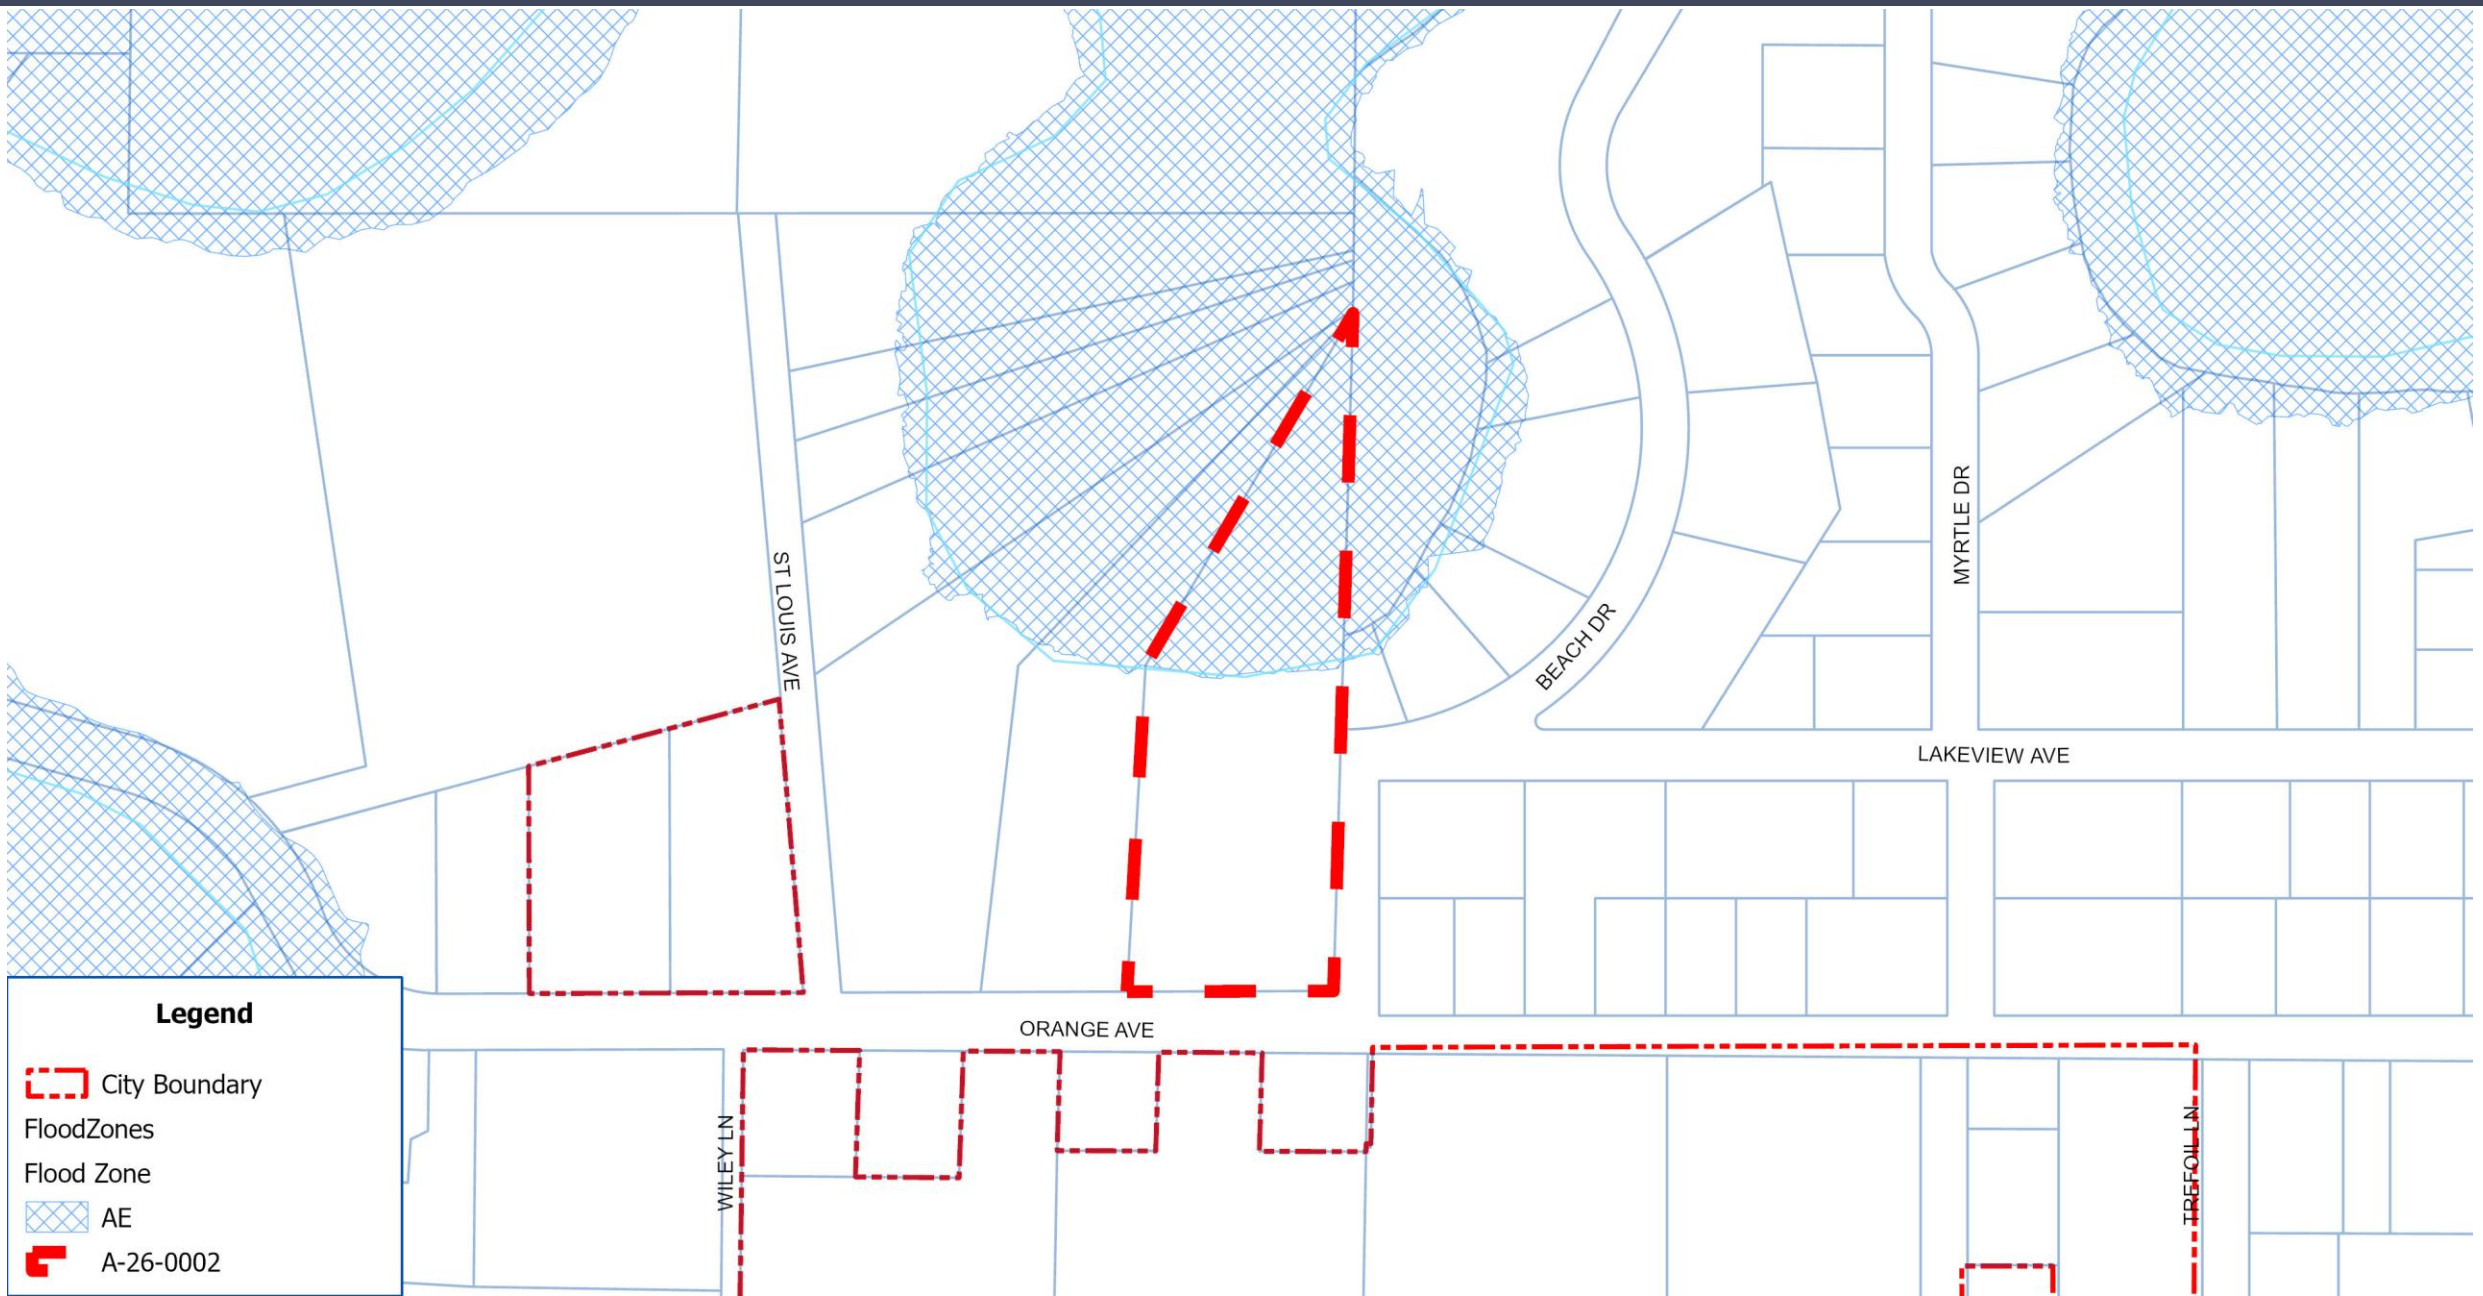 ST LOUIS AVE
BEACH DR
MYRTLE DR
LAKEVIEW AVE
ORANGE AVE
WILEY LN
TREFOIL LN
Legend
City Boundary
FloodZones
Flood Zone
AE
A-26-0002